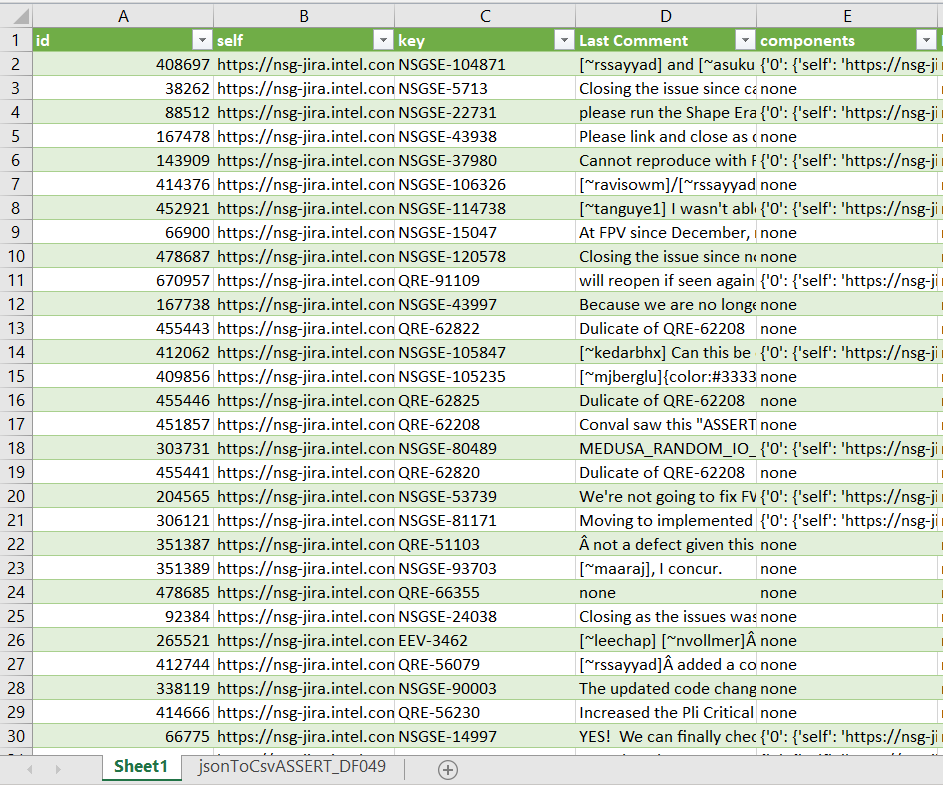 A B C D E
1 id self key Last Comment components
2 408697 https://nsg-jira.intel.con NSGSE-104871 [~rssayyad] and [~asuku {'0': {'self': 'https://nsg-ji
3 38262 https://nsg-jira.intel.con NSGSE-5713 Closing the issue since ca none
4 88512 https://nsg-jira.intel.con NSGSE-22731 please run the Shape Era {'0': {'self': 'https://nsg-ji
5 167478 https://nsg-jira.intel.con NSGSE-43938 Please link and close as none
6 143909 https://nsg-jira.intel.con NSGSE-37980 Cannot reproduce with {'0': {'self': 'https://nsg-ji
7 414376 https://nsg-jira.intel.con NSGSE-106326 [~ravisowm]/[~rssayyad none
8 452921 https://nsg-jira.intel.con NSGSE-114738 [~tanguye1] I wasn't abl {'0': {'self': 'https://nsg-ji
9 66900 https://nsg-jira.intel.con NSGSE-15047 At FPV since December, none
10 478687 https://nsg-jira.intel.con NSGSE-120578 Closing the issue since no none
11 670957 https://nsg-jira.intel.con QRE-91109 will reopen if seen again {'0': {'self': 'https://nsg-ji
12 167738 https://nsg-jira.intel.con NSGSE-43997 Because we are no longe none
13 455443 https://nsg-jira.intel.con QRE-62822 Dulicate of QRE-62208 none
14 412062 https://nsg-jira.intel.con NSGSE-105847 [~kedarbhx] Can this be {'0': {'self': 'https://nsg-ji
15 409856 https://nsg-jira.intel.con NSGSE-105235 [~mjberglu]{color:#3333 none
16 455446 https://nsg-jira.intel.con QRE-62825 Dulicate of QRE-62208 none
17 451857 https://nsg-jira.intel.con QRE-62208 Conval saw this "ASSERT none
18 303731 https://nsg-jira.intel.con NSGSE-80489 MEDUSA_RANDOM_IO_ {'0': {'self': 'https://nsg-ji
19 455441 https://nsg-jira.intel.con QRE-62820 Dulicate of QRE-62208 none
20 204565 https://nsg-jira.intel.con NSGSE-53739 We're not going to fix FW {'0': {'self': 'https://nsg-ji
21 306121 https://nsg-jira.intel.con NSGSE-81171 Moving to implemented {'0': {'self': 'https://nsg-ji
22 351387 https://nsg-jira.intel.con QRE-51103 Â not a defect given this none
23 351389 https://nsg-jira.intel.con NSGSE-93703 [~maaraj], I concur. none
24 478685 https://nsg-jira.intel.con QRE-66355 none none
25 92384 https://nsg-jira.intel.con NSGSE-24038 Closing as the issues was none
26 265521 https://nsg-jira.intel.con EEV-3462 [~leechap] [~nvollmer]Â none
27 412744 https://nsg-jira.intel.con QRE-56079 [~rssayyad]Â added a co none
28 338119 https://nsg-jira.intel.con NSGSE-90003 The updated code chang none
29 414666 https://nsg-jira.intel.con QRE-56230 Increased the Pli Critical none
30 66775 https://nsg-jira.intel.con NSGSE-14997 YES! We can finally chec {'0': {'self': 'https://nsg-ji
Sheet1 jsonToCsvASSERT_DF049